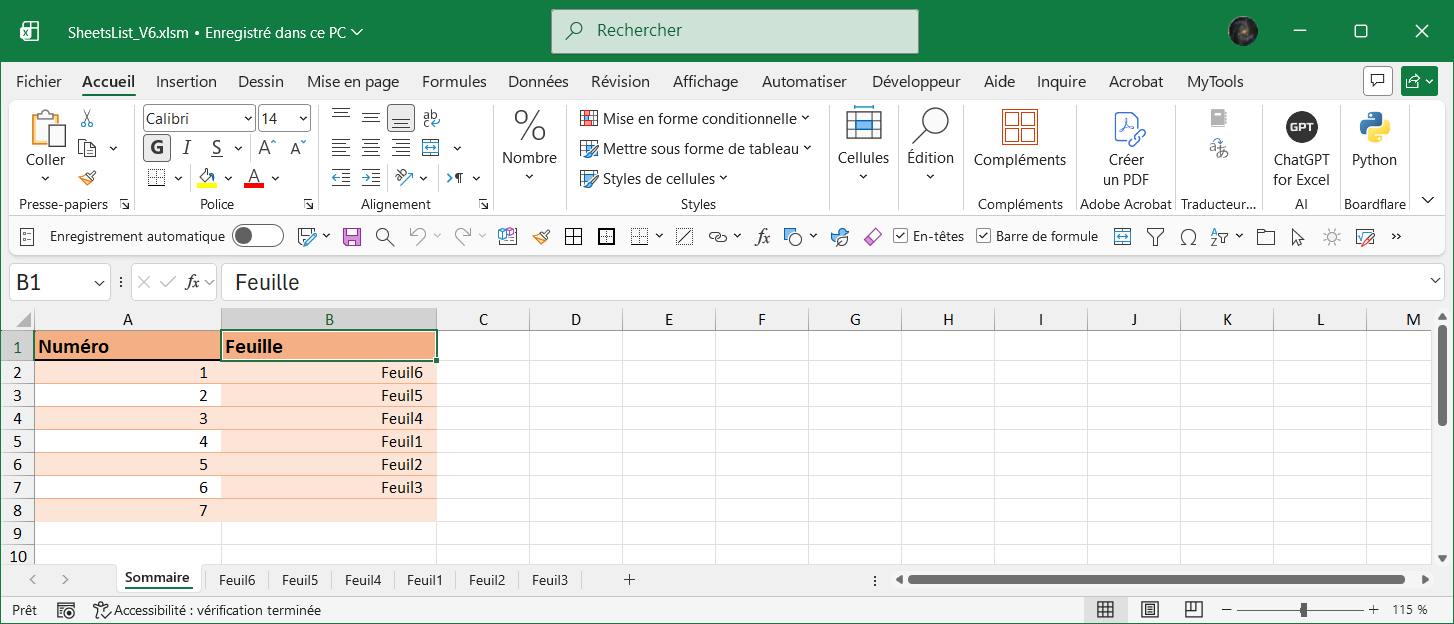 SheetsList_V6.xlsm • Enregistré dans ce PC
Rechercher
Fichier Accueil Insertion Dessin Mise en page Formules Données Révision Affichage Automatiser Développeur Aide Inquire Acrobat MyTools
Coller
Presse-papiers
Calibri 14
G I S A A
A
Police
ab
Alignement
%
Nombre
Mise en forme conditionnelle
Mettre sous forme de tableau
Styles de cellules
Styles
Cellules
Édition
Compléments
Compléments
Créer
un PDF
Adobe Acrobat
Traducteur...
GPT
ChatGPT
for Excel
AI
Python
Boardflare
Enregistrement automatique
fx
En-têtes
Barre de formule
B1
fx
Feuille
A B C D E F G H I J K L M
1 Numéro Feuille
2 1 Feuil6
3 2 Feuil5
4 3 Feuil4
5 4 Feuil1
6 5 Feuil2
7 6 Feuil3
8 7
9
10
Sommaire Feuil6 Feuil5 Feuil4 Feuil1 Feuil2 Feuil3 +
Prêt
Accessibilité : vérification terminée
115 %